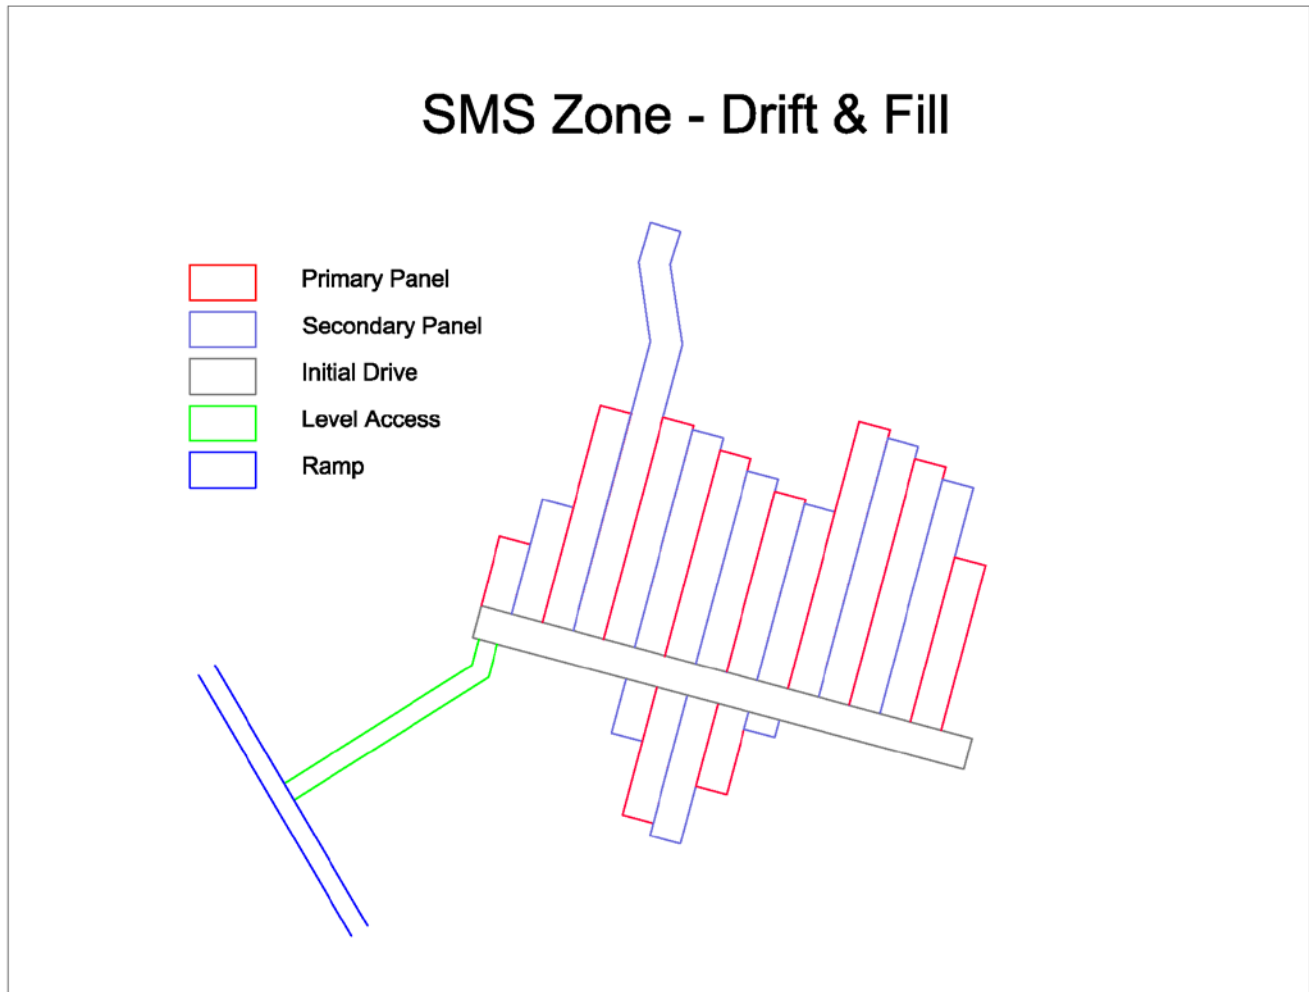 SMS Zone - Drift & Fill
Primary Panel
Secondary Panel
Initial Drive
Level Access
Ramp